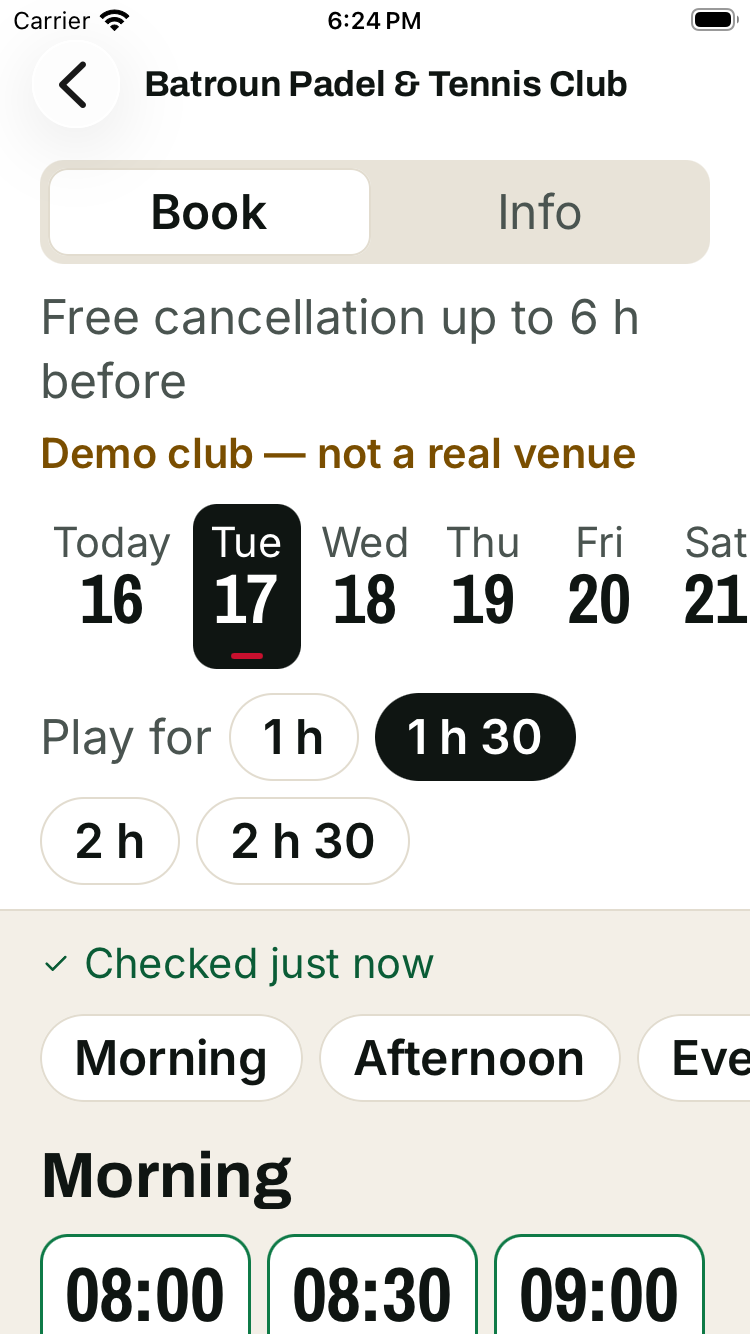 Carrier 6:24 PM
Batroun Padel & Tennis Club
Book Info
Free cancellation up to 6 h
before
Demo club — not a real venue
Today Tue Wed Thu Fri Sat
16 17 18 19 20 21
Play for 1 h 1 h 30
2 h 2 h 30
✓ Checked just now
Morning Afternoon Eve
Morning
08:00 08:30 09:00